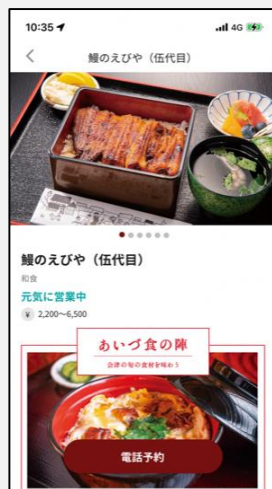 10:35
4G
鰻のえびや（伍代目）
鰻のえびや（伍代目）
和食
元気に営業中
¥ 2,200〜6,500
あいづ食の陣
会津の旬の食材を味わう
電話予約